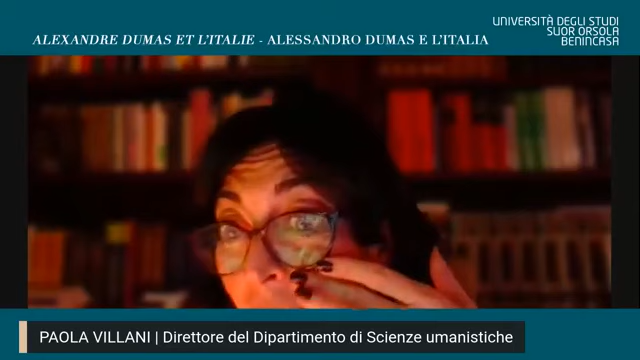 UNIVERSITÀ DEGLI STUDI
SUOR ORSOLA
BENINCASA
ALEXANDRE DUMAS ET L'ITALIE - ALESSANDRO DUMAS E L'ITALIA
PAOLA VILLANI | Direttore del Dipartimento di Scienze umanistiche